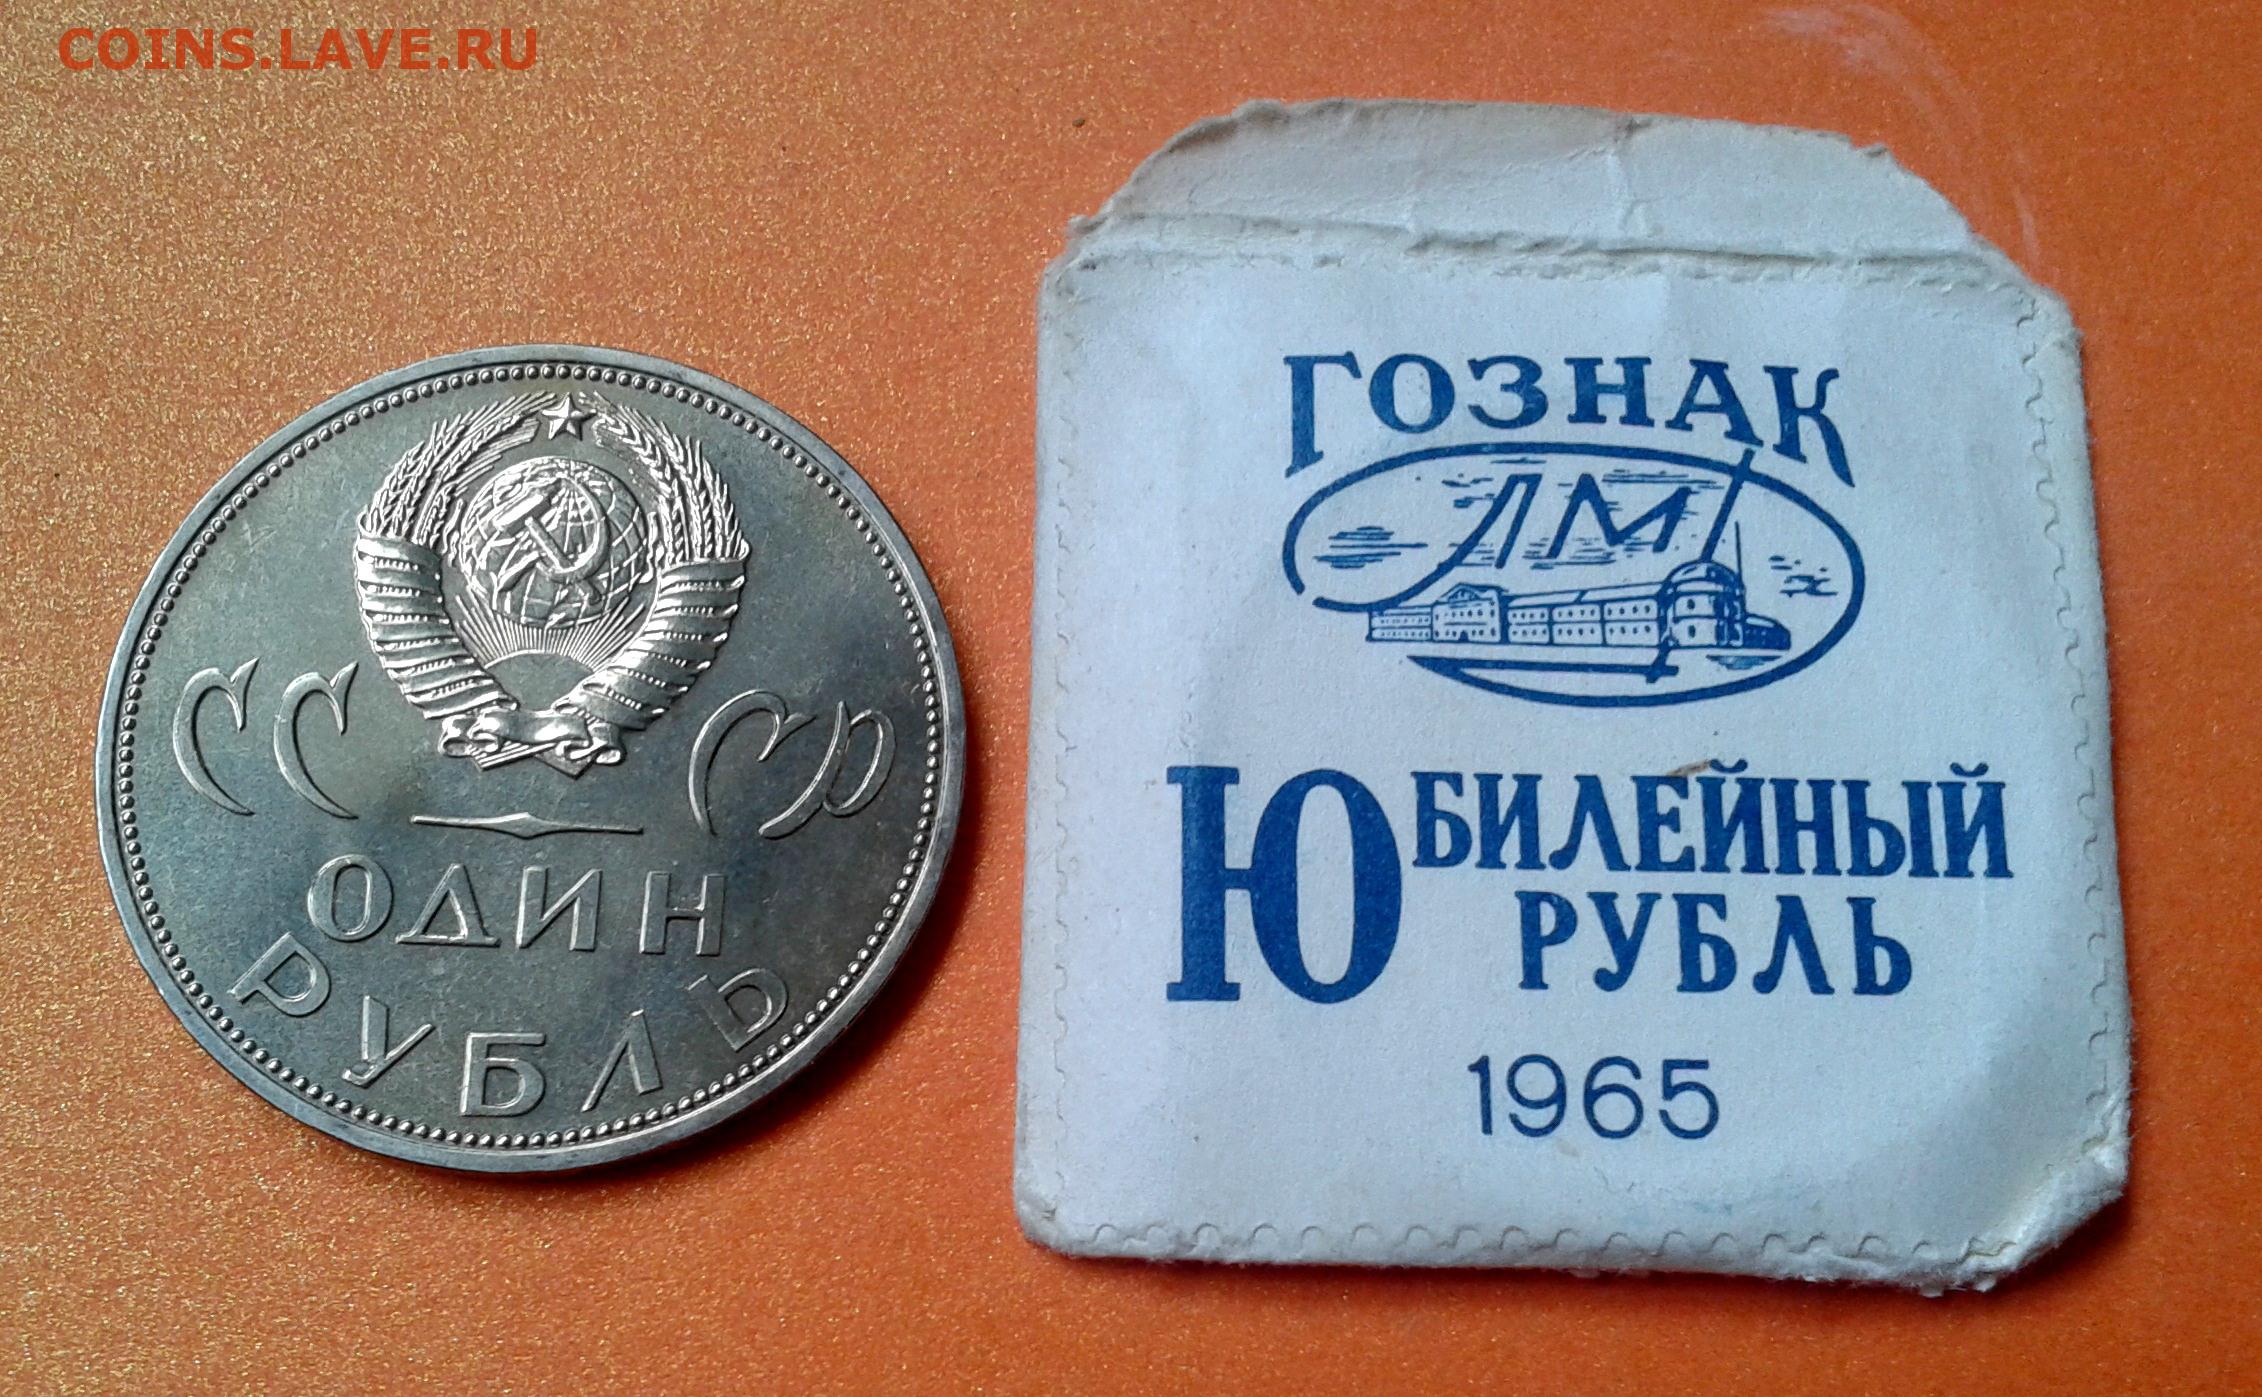 COINS.LAVE.RU
СССР
ОДИН
РУБЛЬ
ГОЗНАК
ЛМ
ЮБИЛЕЙНЫЙ
РУБЛЬ
1965